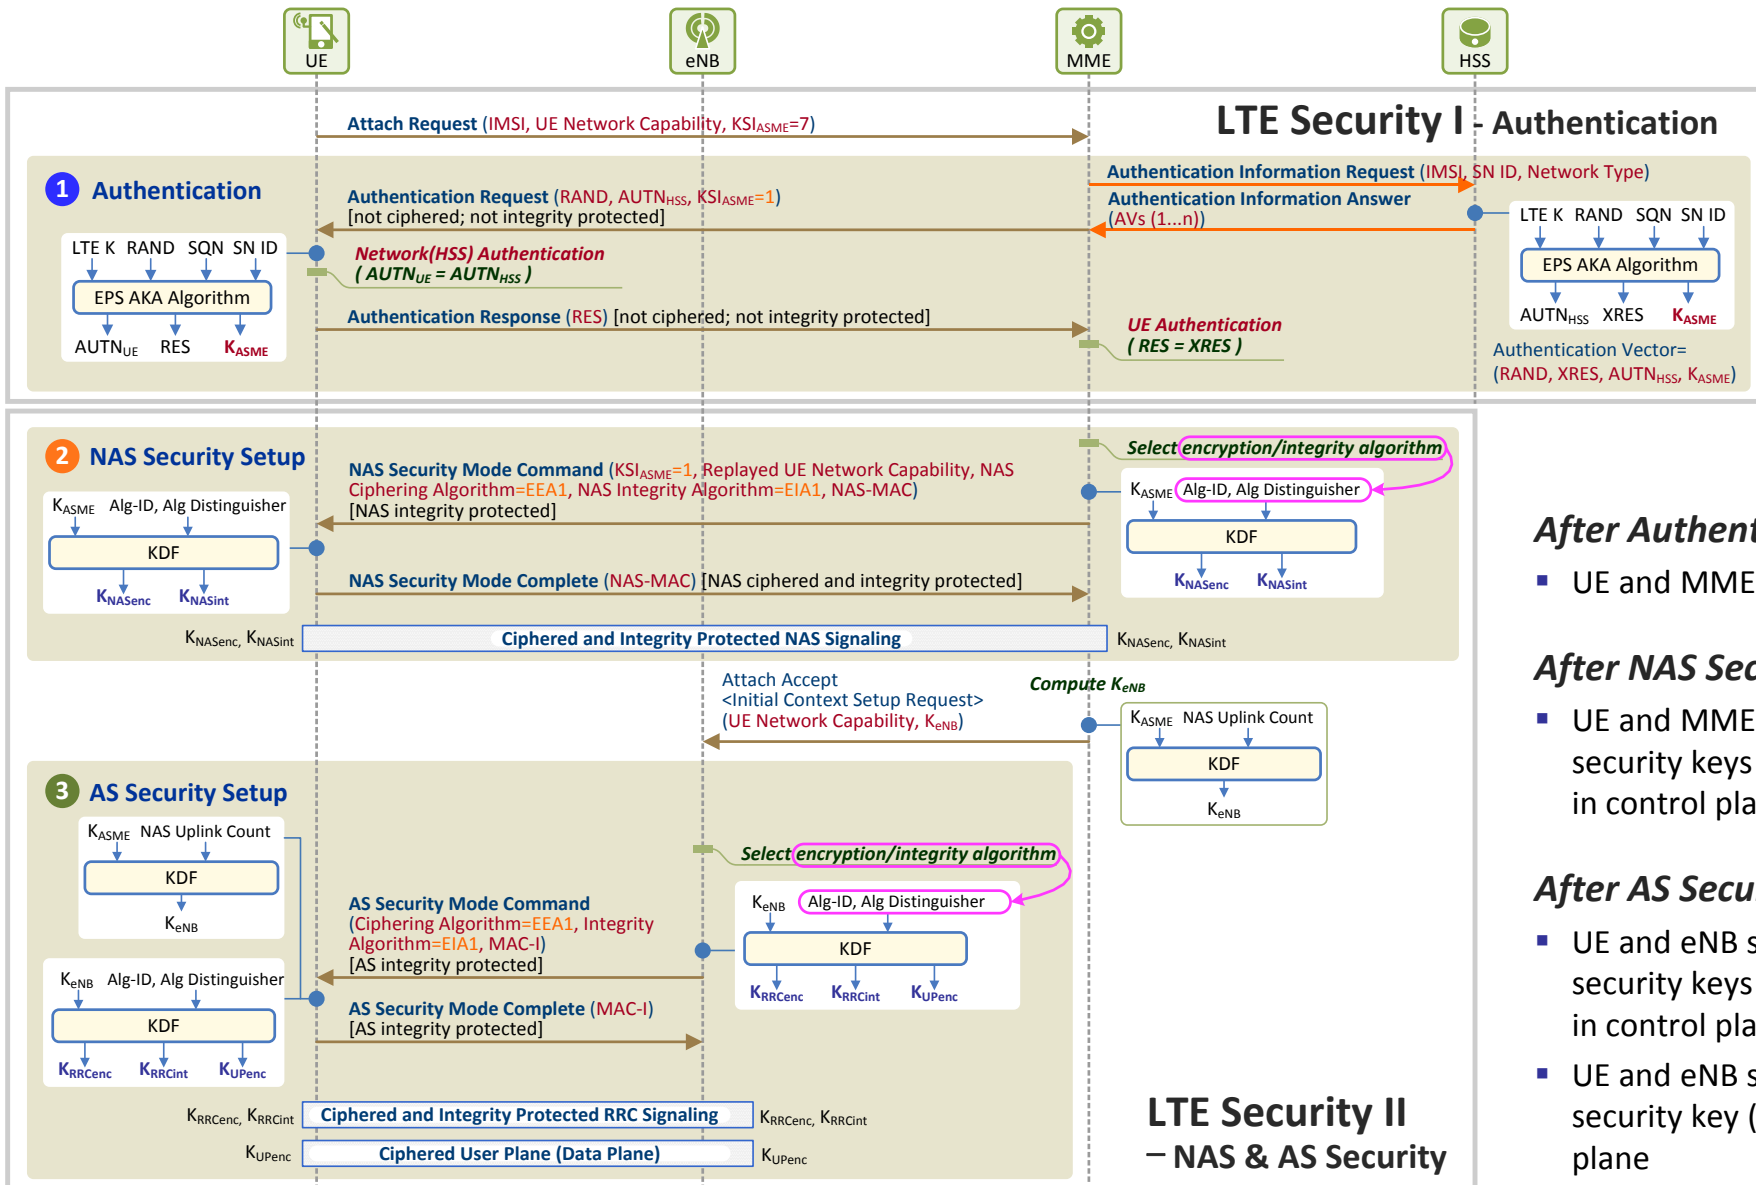 UE
eNB
MME
HSS
LTE Security I - Authentication
Attach Request (IMSI, UE Network Capability, KSIASME=7)
1 Authentication
Authentication Information Request (IMSI, SN ID, Network Type)
Authentication Request (RAND, AUTNHSS, KSIASME=1)
[not ciphered; not integrity protected]
Authentication Information Answer
(AVs (1...n))
LTE K RAND SQN SN ID
EPS AKA Algorithm
AUTNUE RES KASME
Network(HSS) Authentication
( AUTNUE = AUTNHSS )
LTE K RAND SQN SN ID
EPS AKA Algorithm
AUTNHSS XRES KASME
Authentication Response (RES) [not ciphered; not integrity protected]
UE Authentication
( RES = XRES )
Authentication Vector=
(RAND, XRES, AUTNHSS, KASME)
2 NAS Security Setup
Select encryption/integrity algorithm
NAS Security Mode Command (KSIASME=1, Replayed UE Network Capability, NAS
Ciphering Algorithm=EEA1, NAS Integrity Algorithm=EIA1, NAS-MAC)
[NAS integrity protected]
KASME Alg-ID, Alg Distinguisher
KDF
KNASenc KNASint
KASME Alg-ID, Alg Distinguisher
KDF
KNASenc KNASint
NAS Security Mode Complete (NAS-MAC) [NAS ciphered and integrity protected]
KNASenc, KNASint
Ciphered and Integrity Protected NAS Signaling
KNASenc, KNASint
Attach Accept
<Initial Context Setup Request>
(UE Network Capability, KeNB)
Compute KeNB
KASME NAS Uplink Count
KDF
KeNB
3 AS Security Setup
KASME NAS Uplink Count
KDF
KeNB
Select encryption/integrity algorithm
KeNB Alg-ID, Alg Distinguisher
KDF
KRRCenc KRRCint KUPenc
AS Security Mode Command
(Ciphering Algorithm=EEA1, Integrity
Algorithm=EIA1, MAC-I)
[AS integrity protected]
KeNB Alg-ID, Alg Distinguisher
KDF
KRRCenc KRRCint KUPenc
AS Security Mode Complete (MAC-I)
[AS integrity protected]
KRRCenc, KRRCint
Ciphered and Integrity Protected RRC Signaling
KRRCenc, KRRCint
KUPenc
Ciphered User Plane (Data Plane)
KUPenc
LTE Security II
– NAS & AS Security
After Authent
▪ UE and MME
After NAS Sec
▪ UE and MME
security keys
in control pla
After AS Secu
▪ UE and eNB s
security keys
in control pla
▪ UE and eNB s
security key (
plane